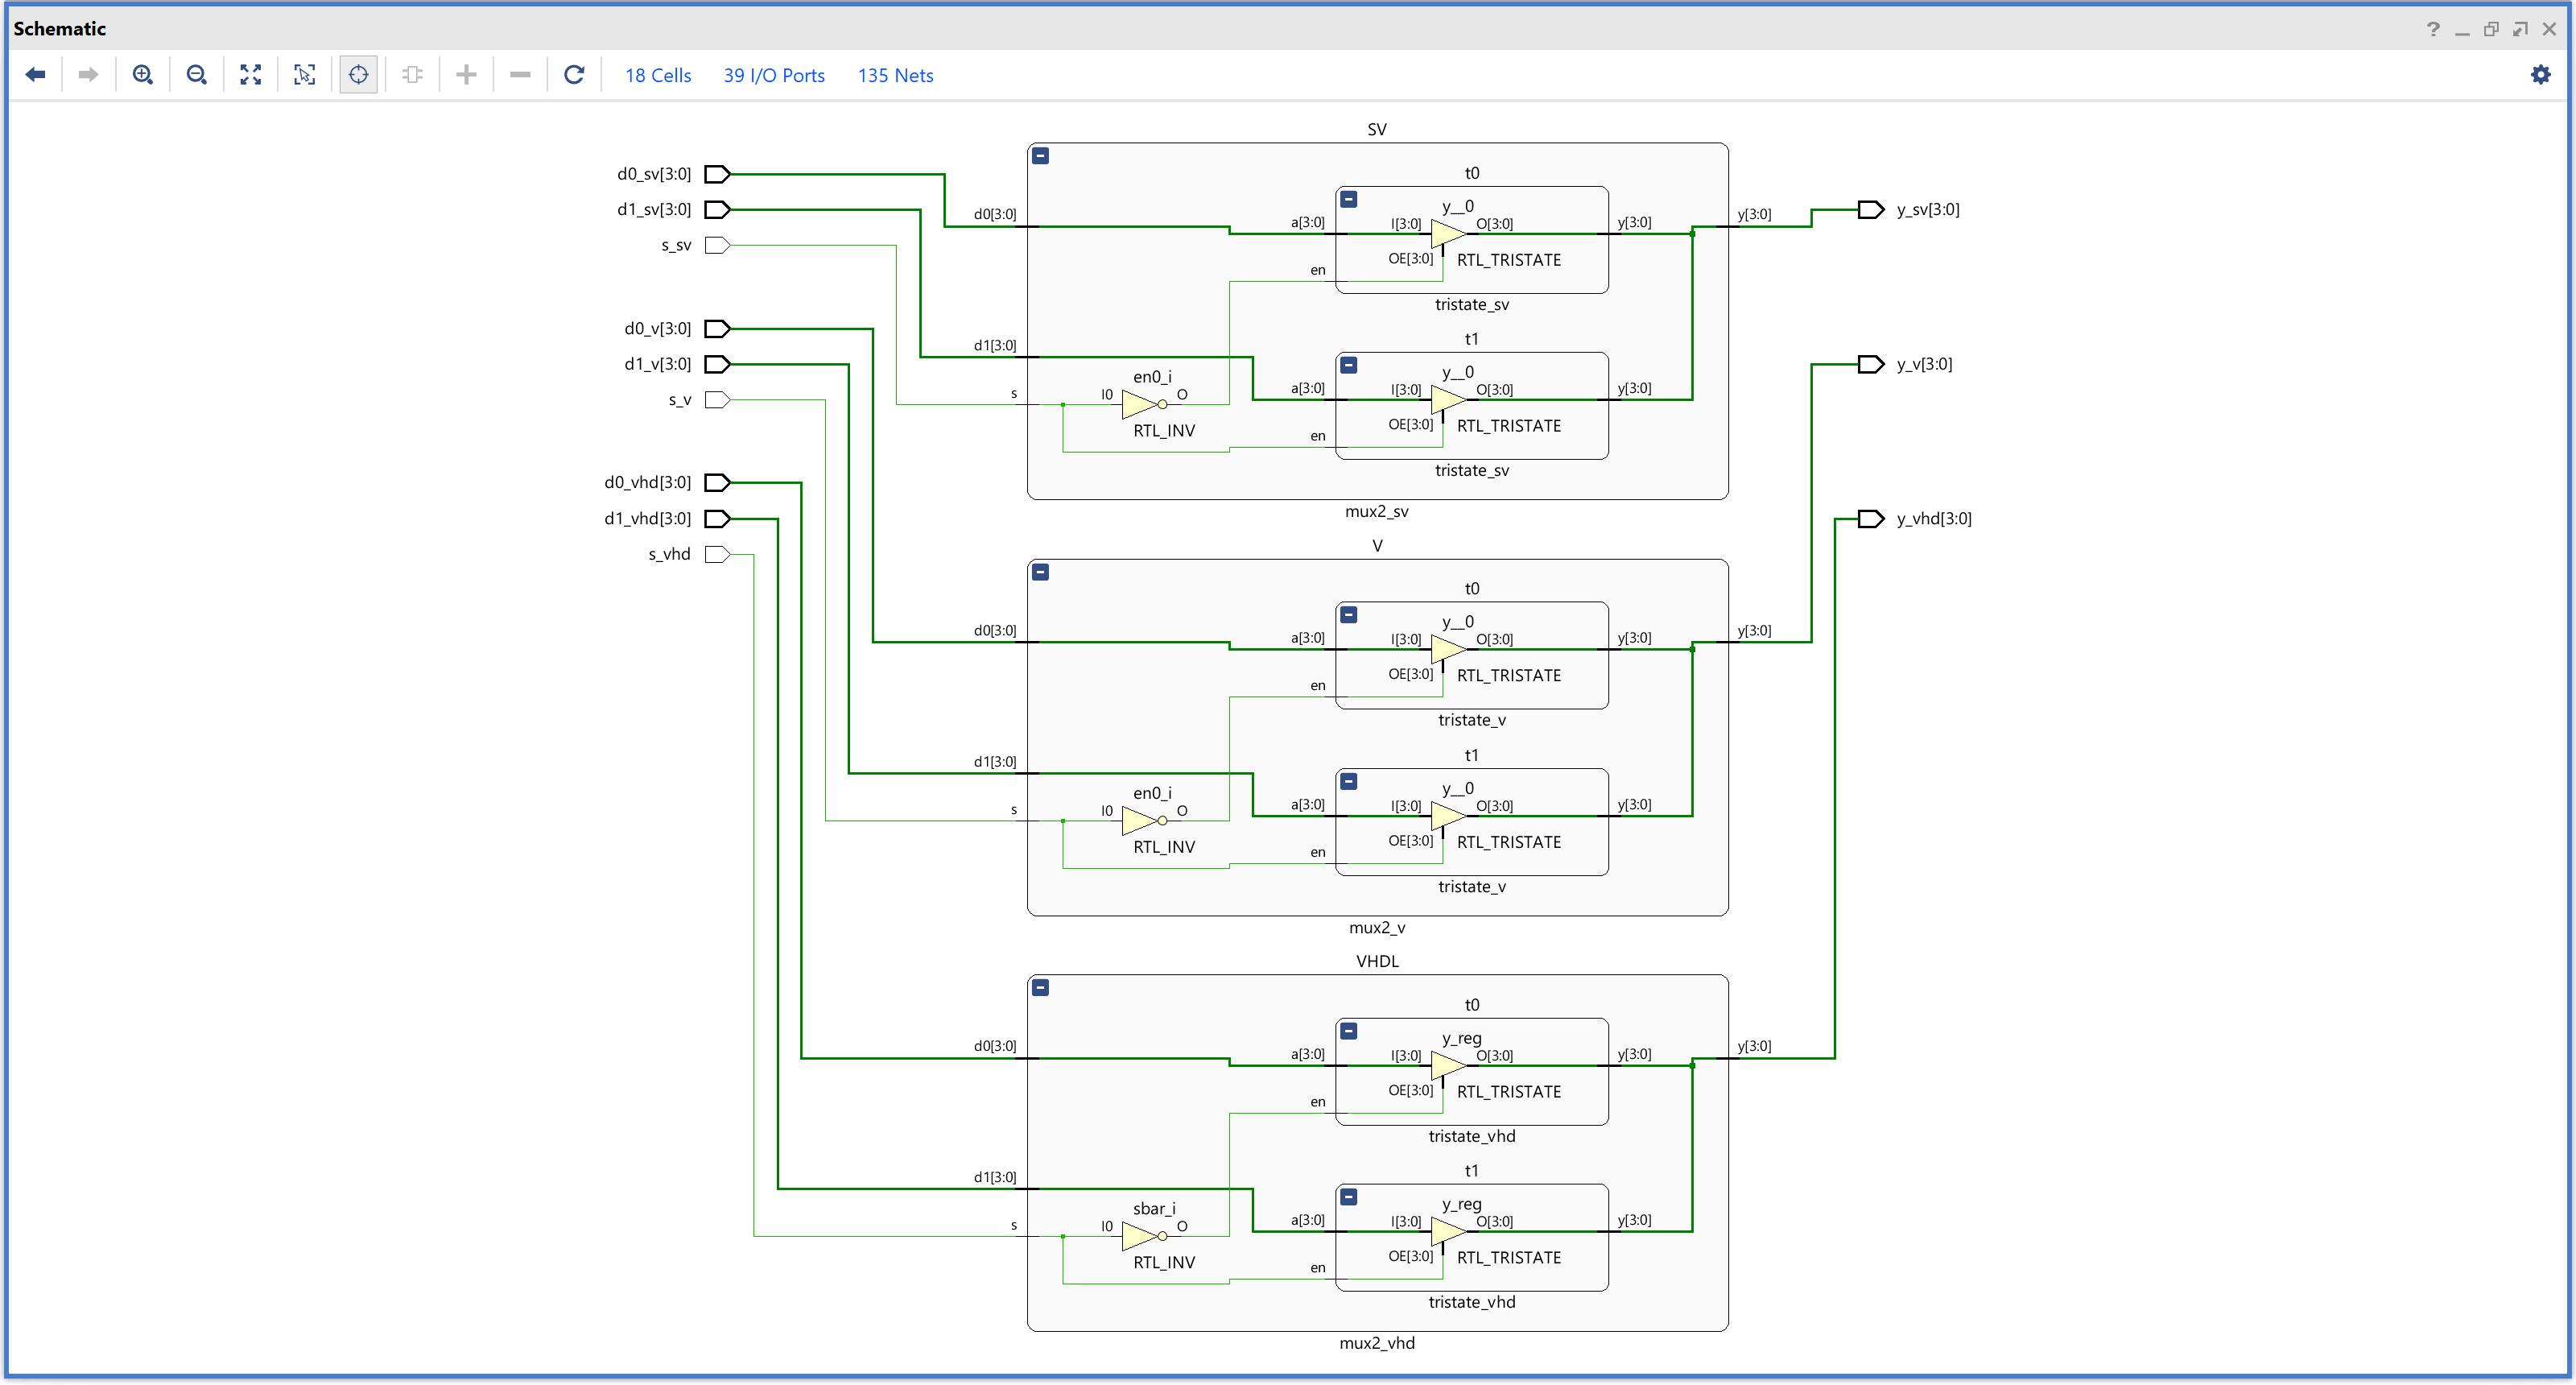 Schematic
18 Cells 39 I/O Ports 135 Nets
SV
d0_sv[3:0]
d1_sv[3:0]
s_sv
d0_v[3:0]
d1_v[3:0]
s_v
d0_vhd[3:0]
d1_vhd[3:0]
s_vhd
d0[3:0]
d1[3:0]
s
en0_i
I0 O
RTL_INV
t0
y__0
a[3:0] I[3:0] O[3:0] y[3:0]
OE[3:0] RTL_TRISTATE
en
tristate_sv
t1
y__0
a[3:0] I[3:0] O[3:0] y[3:0]
OE[3:0] RTL_TRISTATE
en
tristate_sv
y[3:0]
mux2_sv
V
d0[3:0]
d1[3:0]
s
en0_i
I0 O
RTL_INV
t0
y__0
a[3:0] I[3:0] O[3:0] y[3:0]
OE[3:0] RTL_TRISTATE
en
tristate_v
t1
y__0
a[3:0] I[3:0] O[3:0] y[3:0]
OE[3:0] RTL_TRISTATE
en
tristate_v
y[3:0]
mux2_v
VHDL
d0[3:0]
d1[3:0]
s
sbar_i
I0 O
RTL_INV
t0
y_reg
a[3:0] I[3:0] O[3:0] y[3:0]
OE[3:0] RTL_TRISTATE
en
tristate_vhd
t1
y_reg
a[3:0] I[3:0] O[3:0] y[3:0]
OE[3:0] RTL_TRISTATE
en
tristate_vhd
y[3:0]
mux2_vhd
y_sv[3:0]
y_v[3:0]
y_vhd[3:0]